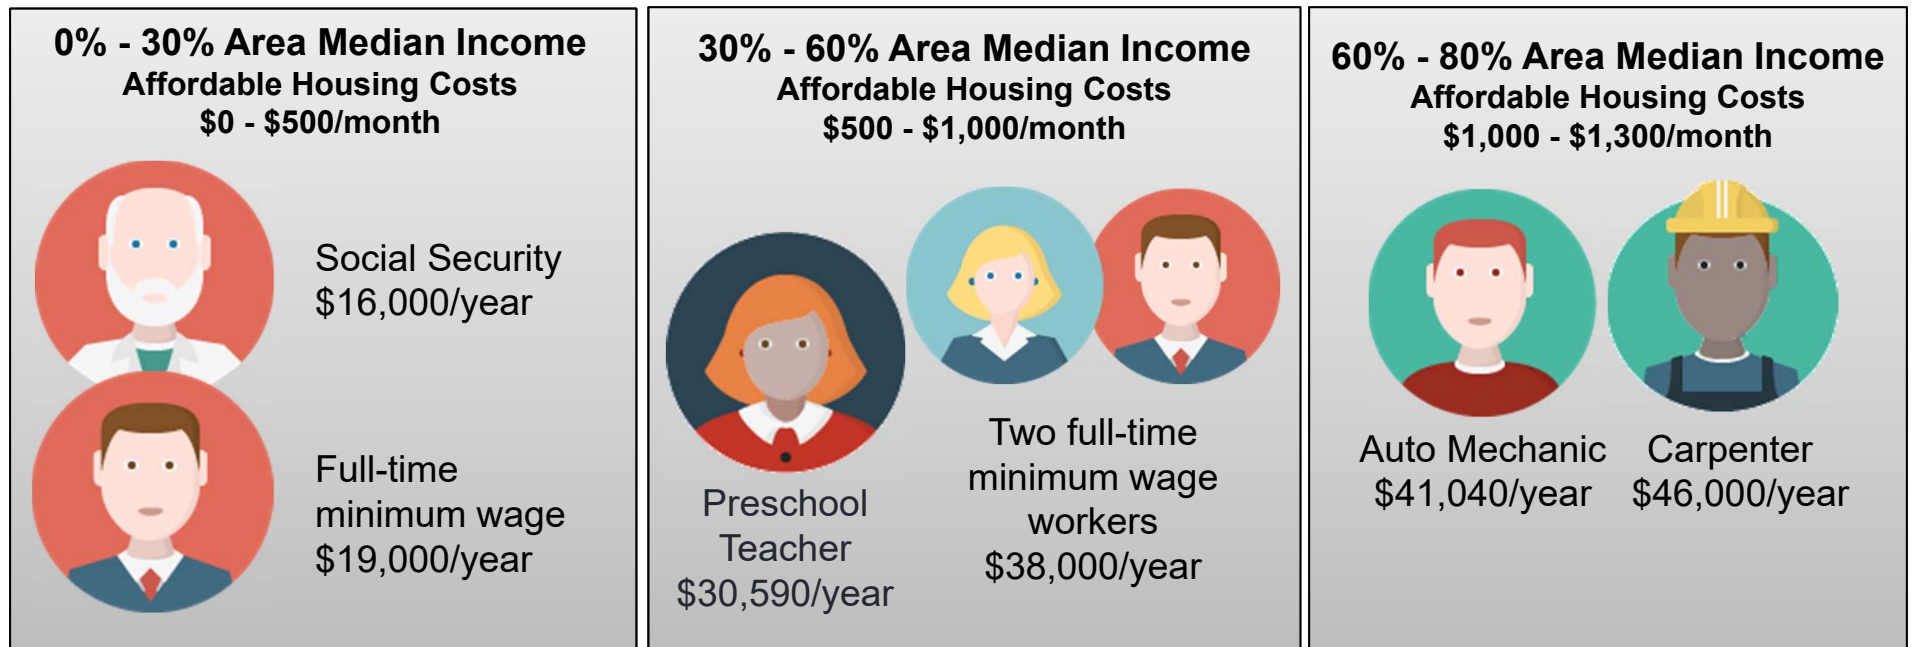 0% - 30% Area Median Income
Affordable Housing Costs
$0 - $500/month
Social Security
$16,000/year
Full-time
minimum wage
$19,000/year
30% - 60% Area Median Income
Affordable Housing Costs
$500 - $1,000/month
Preschool
Teacher
$30,590/year
Two full-time
minimum wage
workers
$38,000/year
60% - 80% Area Median Income
Affordable Housing Costs
$1,000 - $1,300/month
Auto Mechanic
$41,040/year
Carpenter
$46,000/year